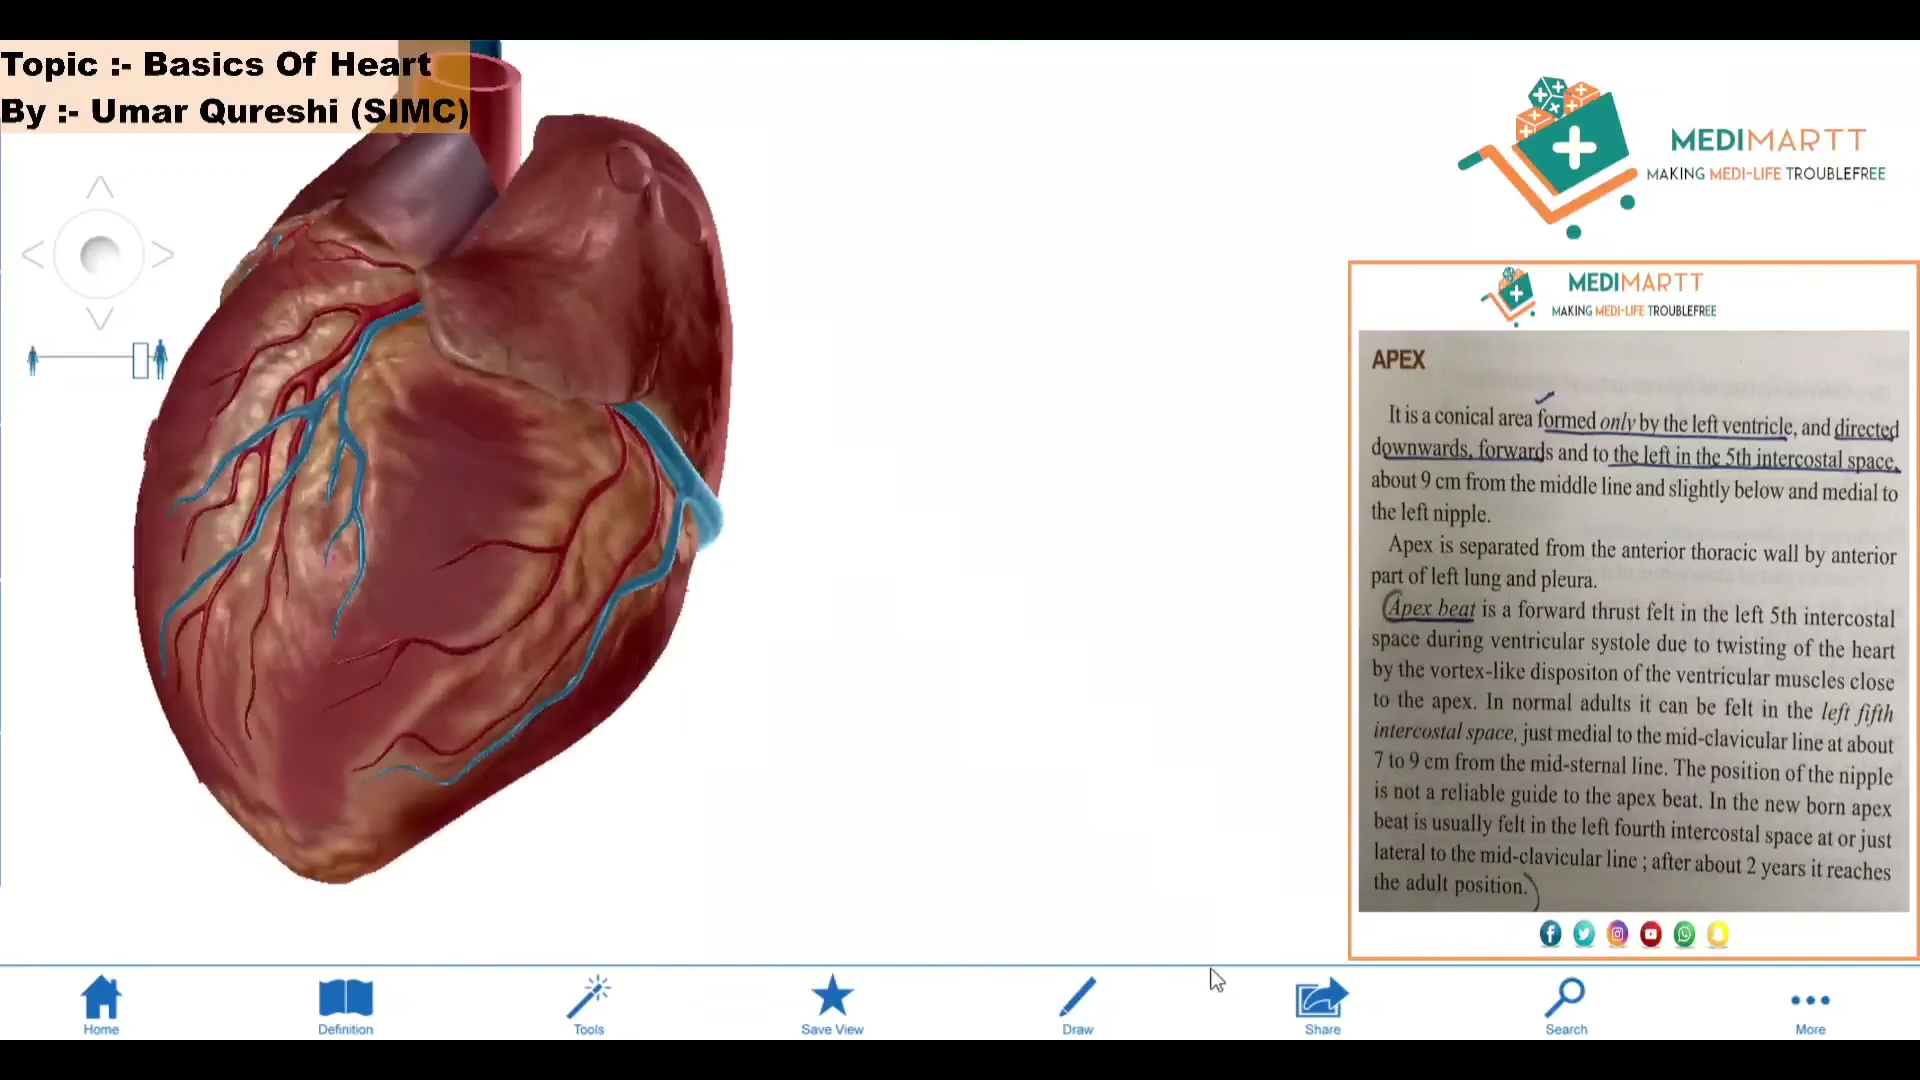 Topic :- Basics Of Heart
By :- Umar Qureshi (SIMC)
MEDIMARTT
MAKING MEDI-LIFE TROUBLEFREE
MEDIMARTT
MAKING MEDI-LIFE TROUBLEFREE
APEX
It is a conical area formed only by the left ventricle, and directed
downwards, forwards and to the left in the 5th intercostal space,
about 9 cm from the middle line and slightly below and medial to
the left nipple.
Apex is separated from the anterior thoracic wall by anterior
part of left lung and pleura.
Apex beat is a forward thrust felt in the left 5th intercostal
space during ventricular systole due to twisting of the heart
by the vortex-like dispositon of the ventricular muscles close
to the apex. In normal adults it can be felt in the left fifth
intercostal space, just medial to the mid-clavicular line at about
7 to 9 cm from the mid-sternal line. The position of the nipple
is not a reliable guide to the apex beat. In the new born apex
beat is usually felt in the left fourth intercostal space at or just
lateral to the mid-clavicular line ; after about 2 years it reaches
the adult position.
Home
Definition
Tools
Save View
Draw
Share
Search
More